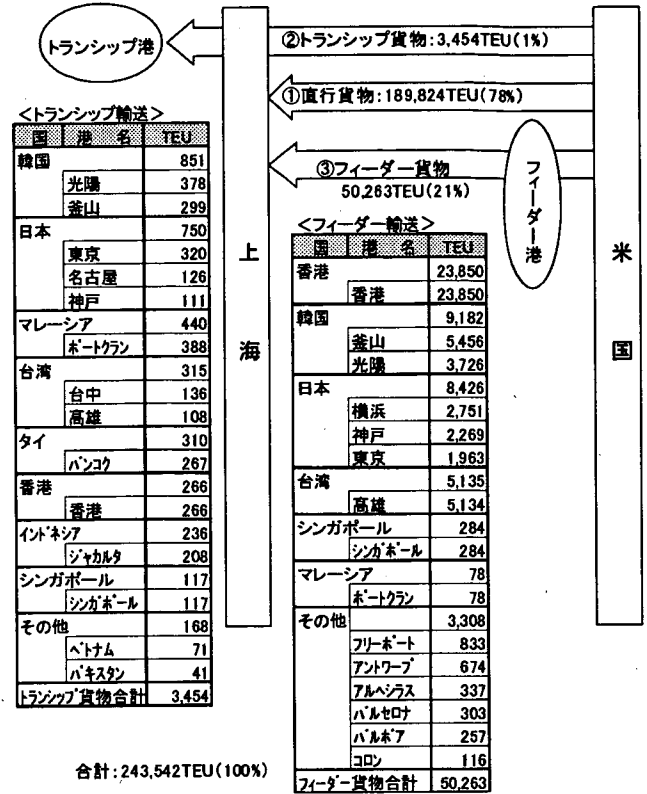 トランシップ港
②トランシップ貨物:3,454TEU(1%)
①直行貨物:189,824TEU(78%)
③フィーダー貨物
50,263TEU(21%)
フィーダー港
上海
米国
<トランシップ輸送>
国 港名 TEU
韓国 851
光陽 378
釜山 299
日本 750
東京 320
名古屋 126
神戸 111
マレーシア 440
ポートクラン 388
台湾 315
台中 136
高雄 108
タイ 310
バンコク 267
香港 266
香港 266
インドネシア 236
ジャカルタ 208
シンガポール 117
シンガポール 117
その他 168
ベトナム 71
パキスタン 41
トランシップ貨物合計 3,454
<フィーダー輸送>
国 港名 TEU
香港 23,850
香港 23,850
韓国 9,182
釜山 5,456
光陽 3,726
日本 8,426
横浜 2,751
神戸 2,269
東京 1,963
台湾 5,135
高雄 5,134
シンガポール 284
シンガポール 284
マレーシア 78
ポートクラン 78
その他 3,308
フリーポート 833
アントワープ 674
アルヘシラス 337
バルセロナ 303
バルボア 257
コロン 116
フィーダー貨物合計 50,263
合計:243,542TEU(100%)